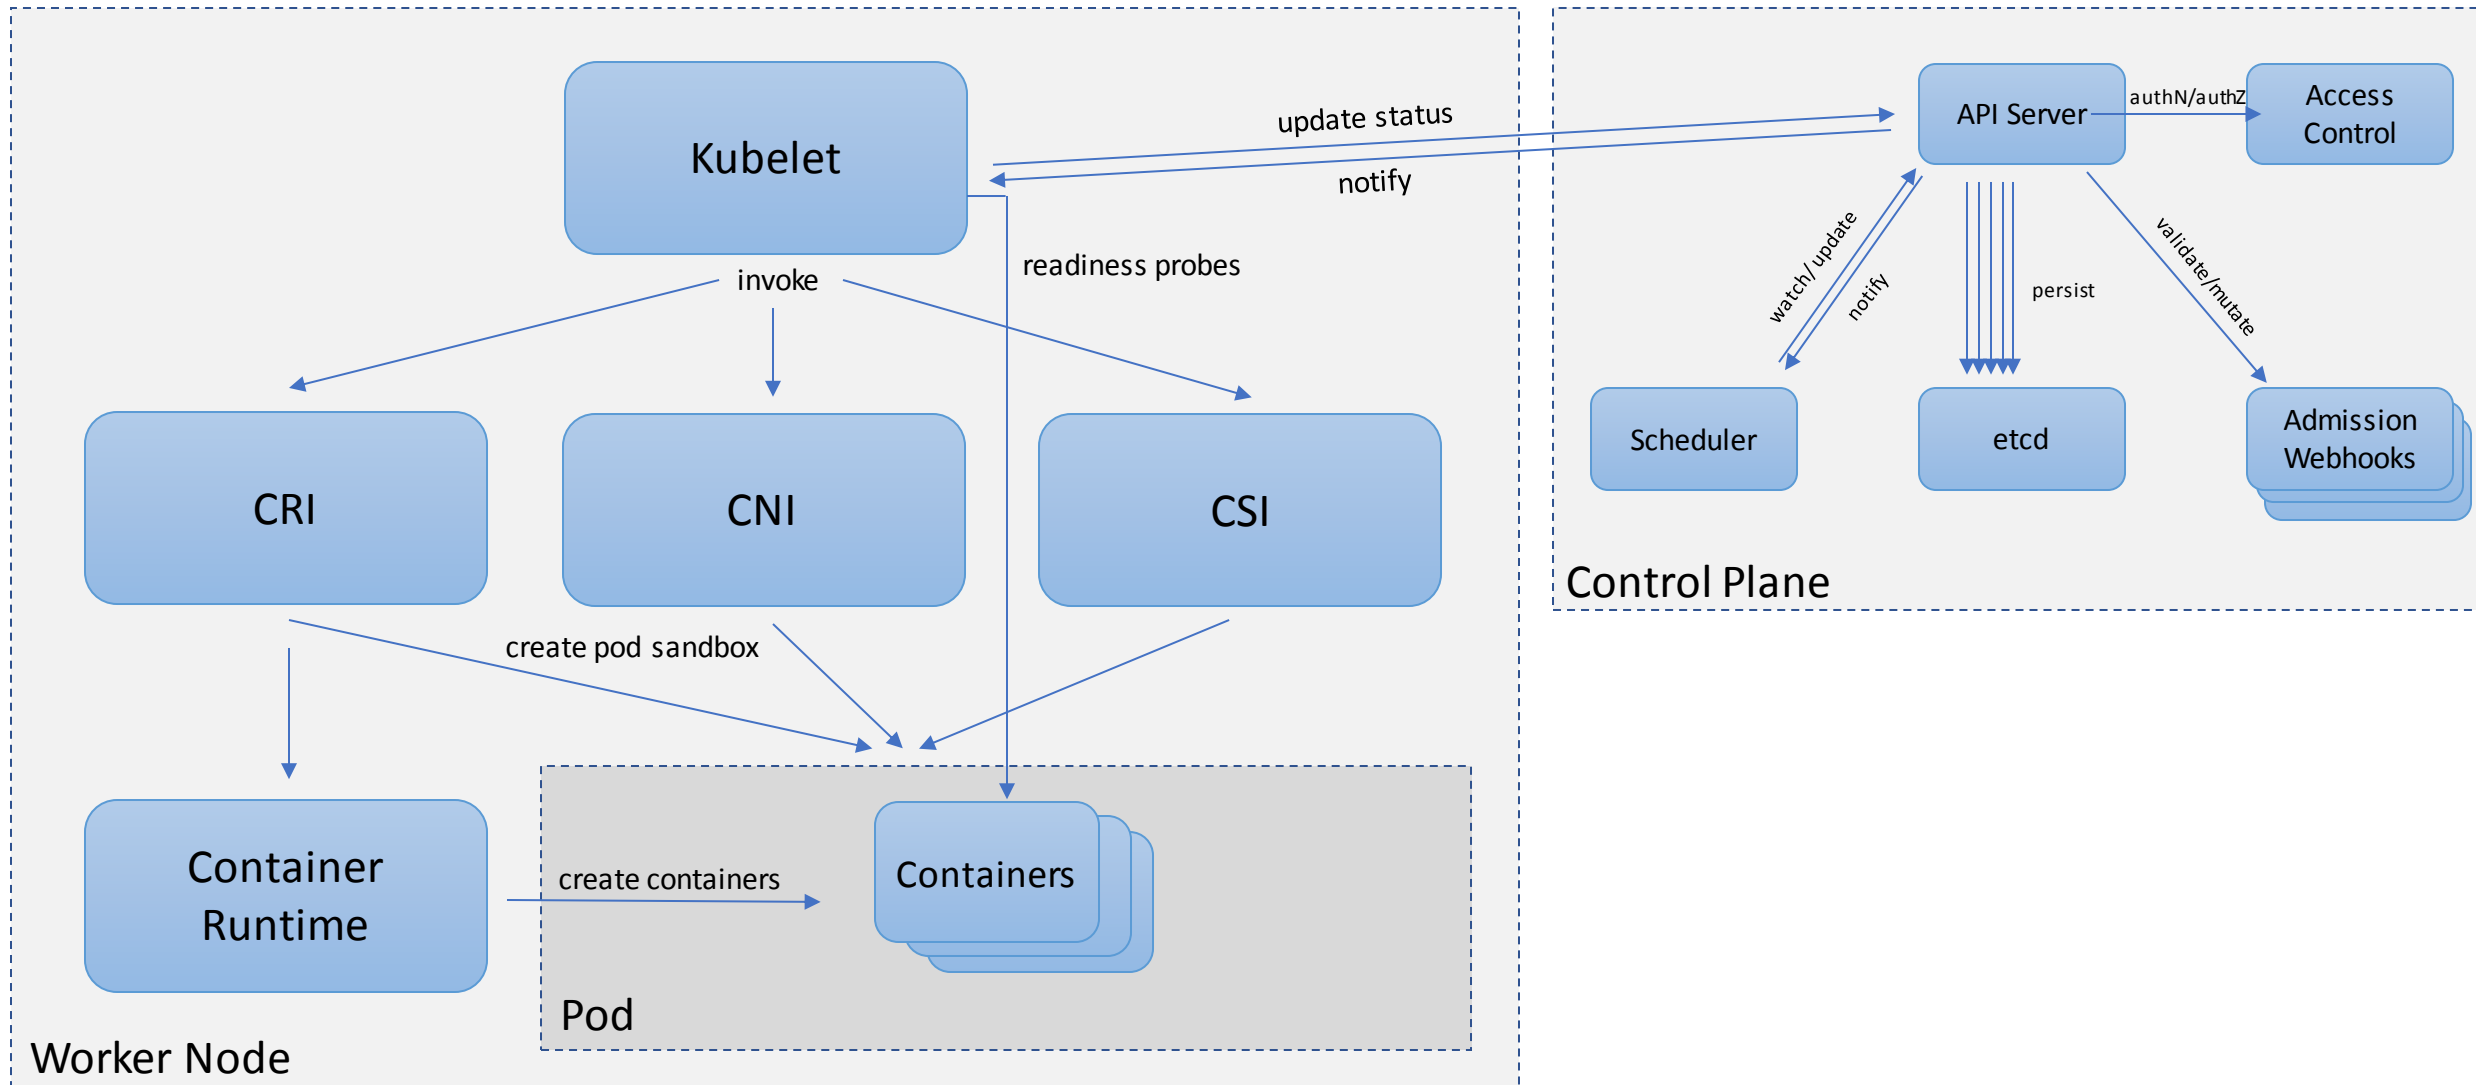 Kubelet
update status
notify
invoke
readiness probes
CRI
CNI
CSI
create pod sandbox
Container
Runtime
create containers
Containers
Pod
Worker Node
API Server
authN/authZ
Access
Control
watch/update
notify
persist
validate/mutate
Scheduler
etcd
Admission
Webhooks
Control Plane